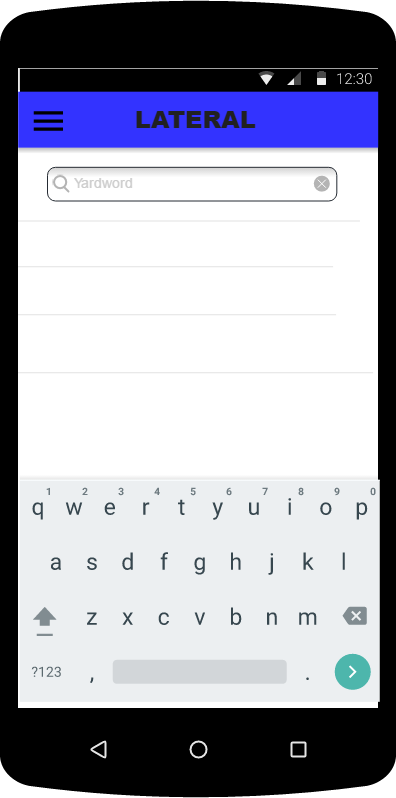 12:30
LATERAL
Yardword
1 2 3 4 5 6 7 8 9 0
q w e r t y u i o p
a s d f g h j k l
z x c v b n m
?123 , .